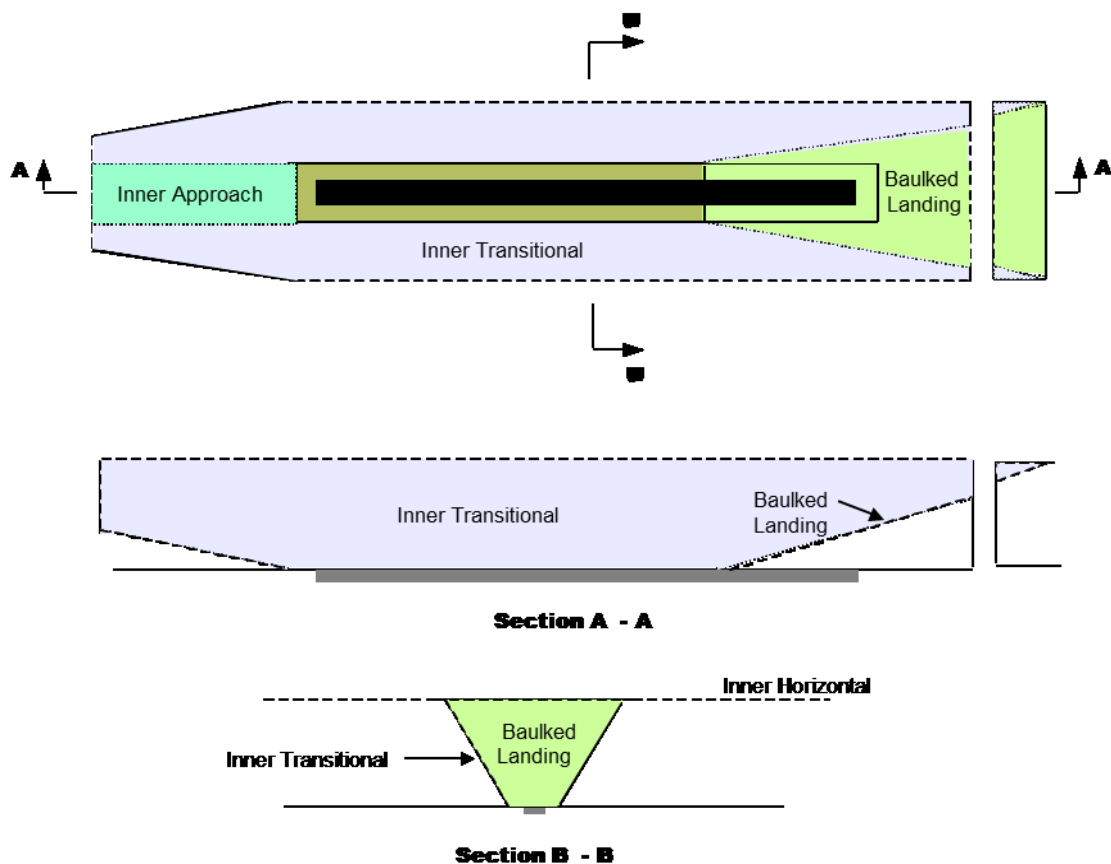 A
A
Inner Approach
Baulked
Landing
Inner Transitional
Inner Transitional
Baulked
Landing
Section A - A
Inner Horizontal
Baulked
Landing
Inner Transitional
Section B - B